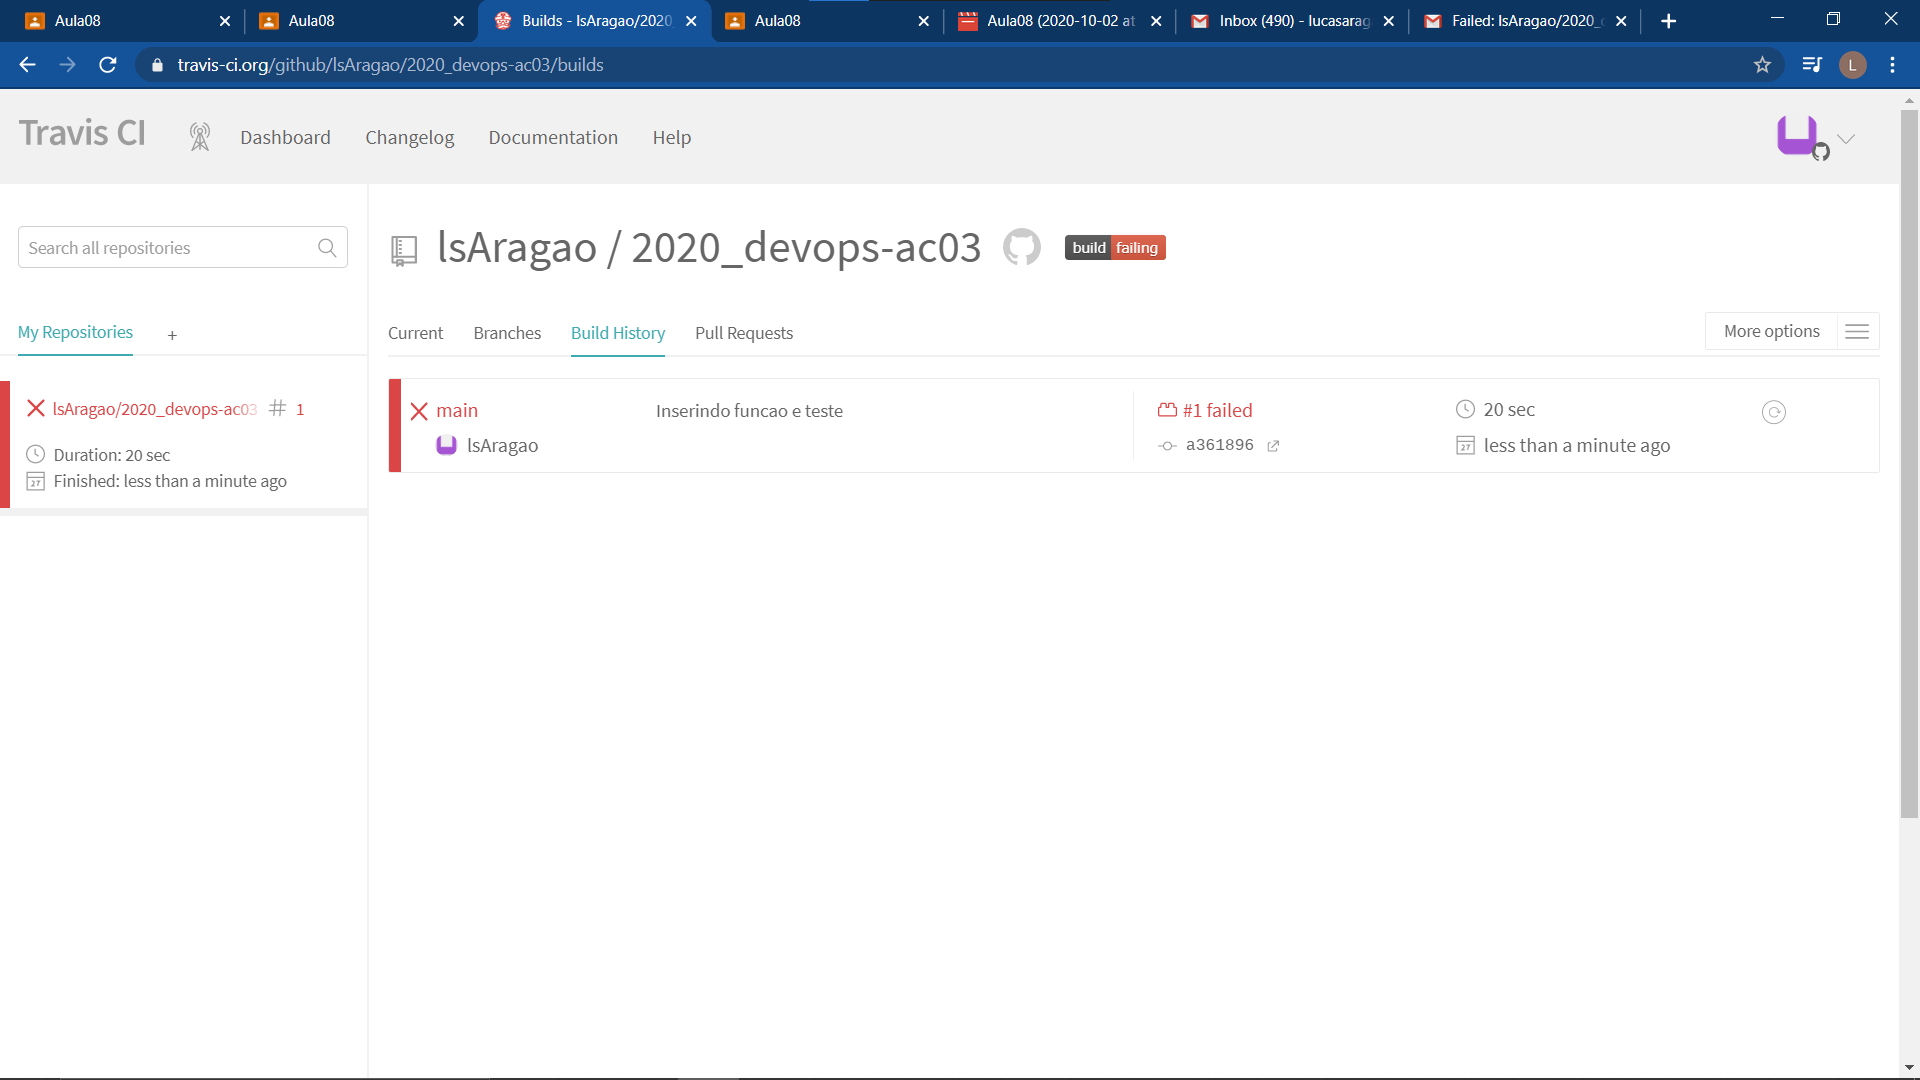 Aula08
Aula08
Builds - lsAragao/2020
Aula08
Aula08 (2020-10-02 at
Inbox (490) - lucasarag
Failed: lsAragao/2020_
travis-ci.org/github/lsAragao/2020_devops-ac03/builds
L
Travis CI
Dashboard
Changelog
Documentation
Help
Search all repositories
lsAragao / 2020_devops-ac03
build failing
My Repositories
+
Current
Branches
Build History
Pull Requests
More options
lsAragao/2020_devops-ac03 # 1
Duration: 20 sec
Finished: less than a minute ago
main
Inserindo funcao e teste
#1 failed
20 sec
lsAragao
a361896
less than a minute ago